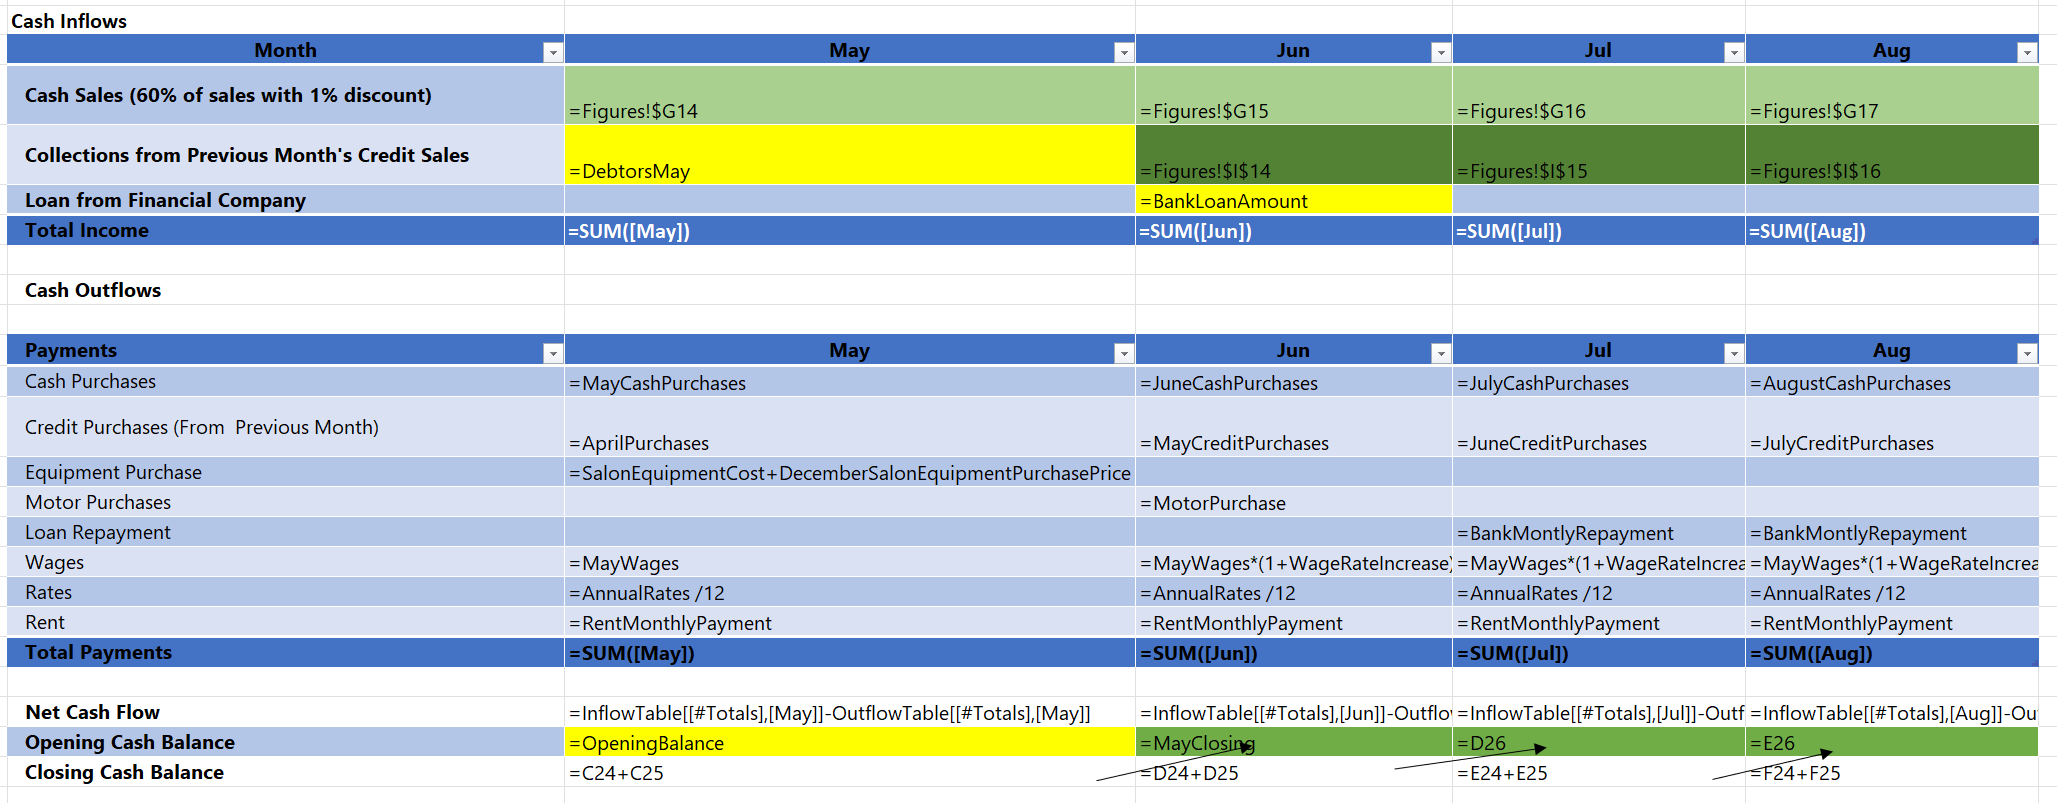 Cash Inflows
Month May Jun Jul Aug
Cash Sales (60% of sales with 1% discount) =Figures!$G14 =Figures!$G15 =Figures!$G16 =Figures!$G17
Collections from Previous Month's Credit Sales =DebtorsMay =Figures!$I$14 =Figures!$I$15 =Figures!$I$16
Loan from Financial Company =BankLoanAmount
Total Income =SUM([May]) =SUM([Jun]) =SUM([Jul]) =SUM([Aug])
Cash Outflows
Payments May Jun Jul Aug
Cash Purchases =MayCashPurchases =JuneCashPurchases =JulyCashPurchases =AugustCashPurchases
Credit Purchases (From  Previous Month) =AprilPurchases =MayCreditPurchases =JuneCreditPurchases =JulyCreditPurchases
Equipment Purchase =SalonEquipmentCost+DecemberSalonEquipmentPurchasePrice
Motor Purchases =MotorPurchase
Loan Repayment =BankMontlyRepayment =BankMontlyRepayment
Wages =MayWages =MayWages*(1+WageRateIncrease) =MayWages*(1+WageRateIncrea =MayWages*(1+WageRateIncrea
Rates =AnnualRates /12 =AnnualRates /12 =AnnualRates /12 =AnnualRates /12
Rent =RentMonthlyPayment =RentMonthlyPayment =RentMonthlyPayment =RentMonthlyPayment
Total Payments =SUM([May]) =SUM([Jun]) =SUM([Jul]) =SUM([Aug])
Net Cash Flow =InflowTable[[#Totals],[May]]-OutflowTable[[#Totals],[May]] =InflowTable[[#Totals],[Jun]]-Outflo =InflowTable[[#Totals],[Jul]]-Outf =InflowTable[[#Totals],[Aug]]-Ou
Opening Cash Balance =OpeningBalance =MayClosing =D26 =E26
Closing Cash Balance =C24+C25 =D24+D25 =E24+E25 =F24+F25